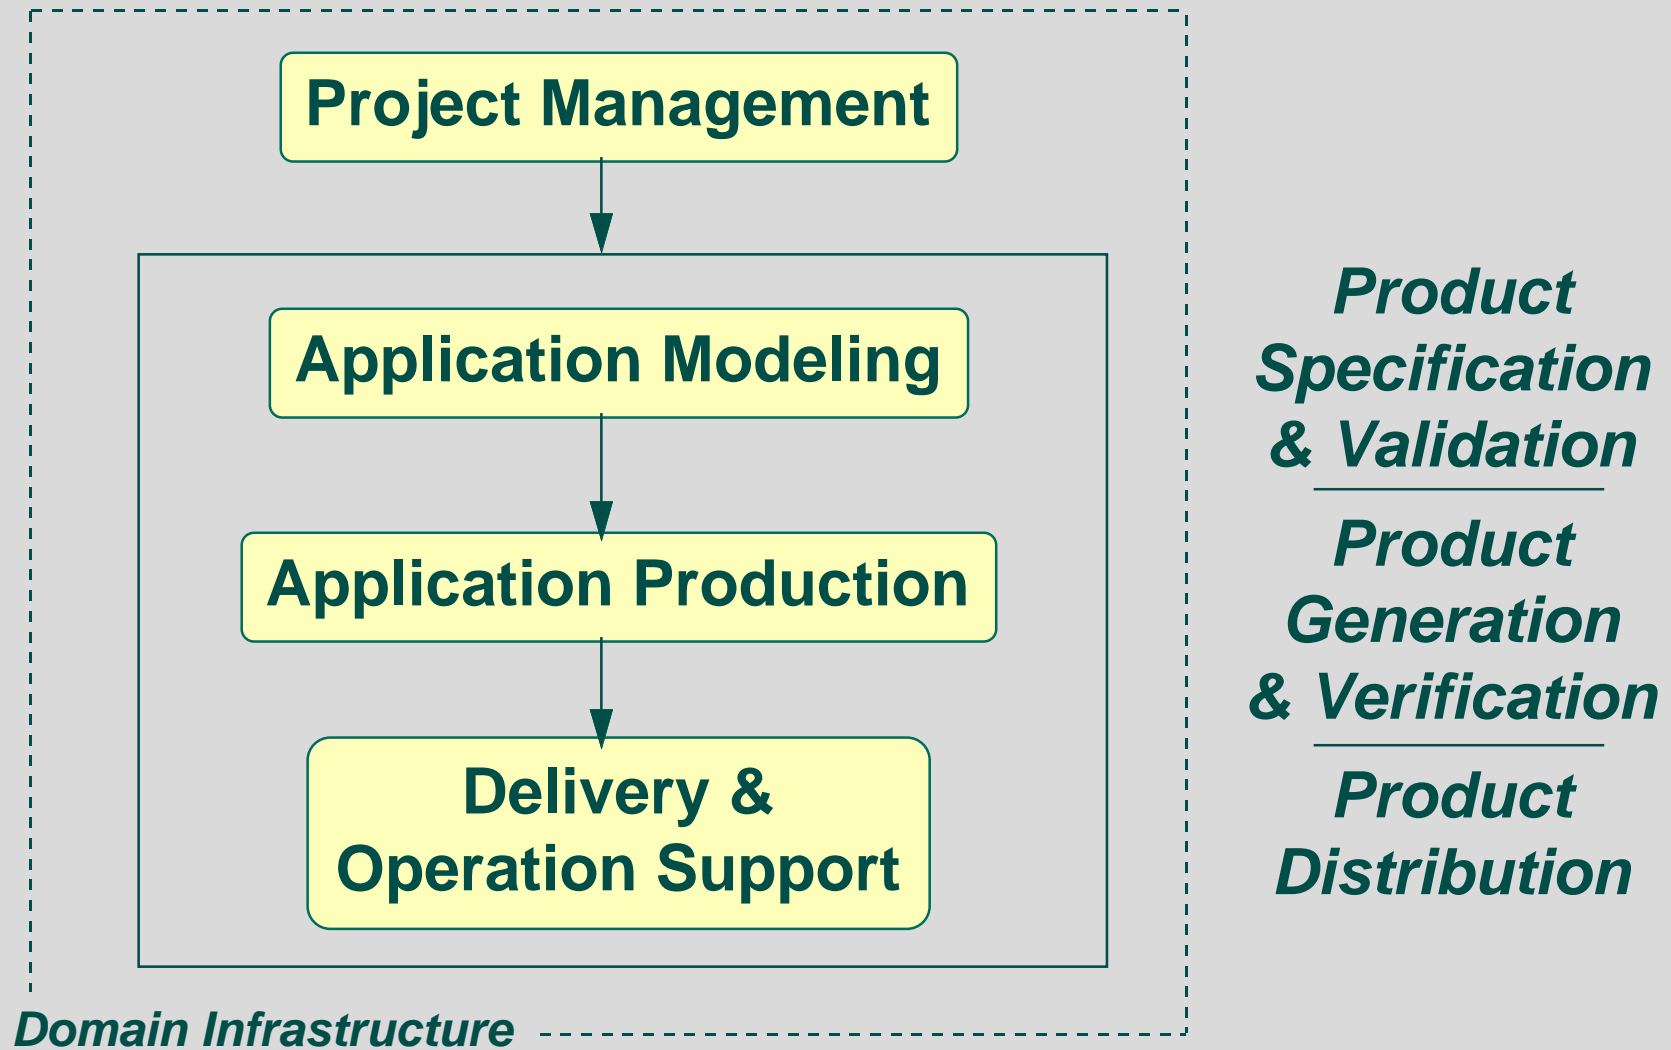 Project Management
Application Modeling
Application Production
Delivery &
Operation Support
Product
Specification
& Validation
Product
Generation
& Verification
Product
Distribution
Domain Infrastructure